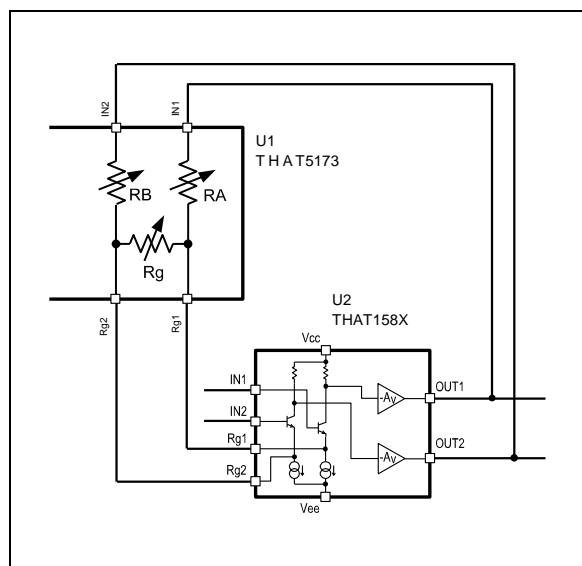 IN2
IN1
U1
THAT5173
RB
RA
Rg
Rg2
Rg1
U2
THAT158X
Vcc
IN1
IN2
Rg1
Rg2
-Av
-Av
OUT1
OUT2
Vee